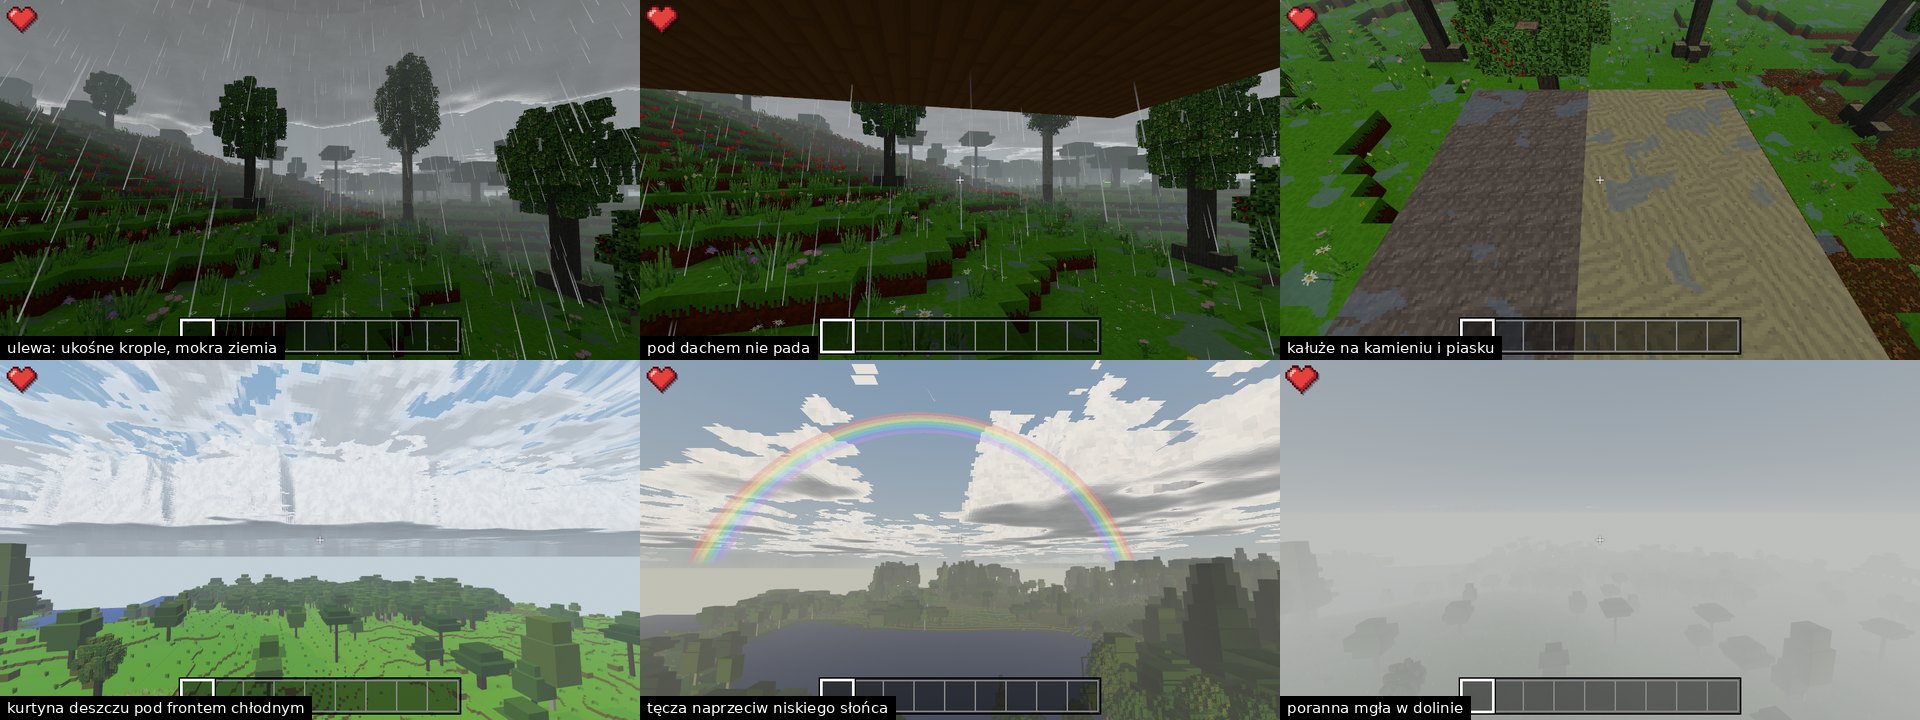 ulewa: ukośne krople, mokra ziemia
pod dachem nie pada
kałuże na kamieniu i piasku
kurtyna deszczu pod frontem chłodnym
tęcza naprzeciw niskiego słońca
poranna mgła w dolinie